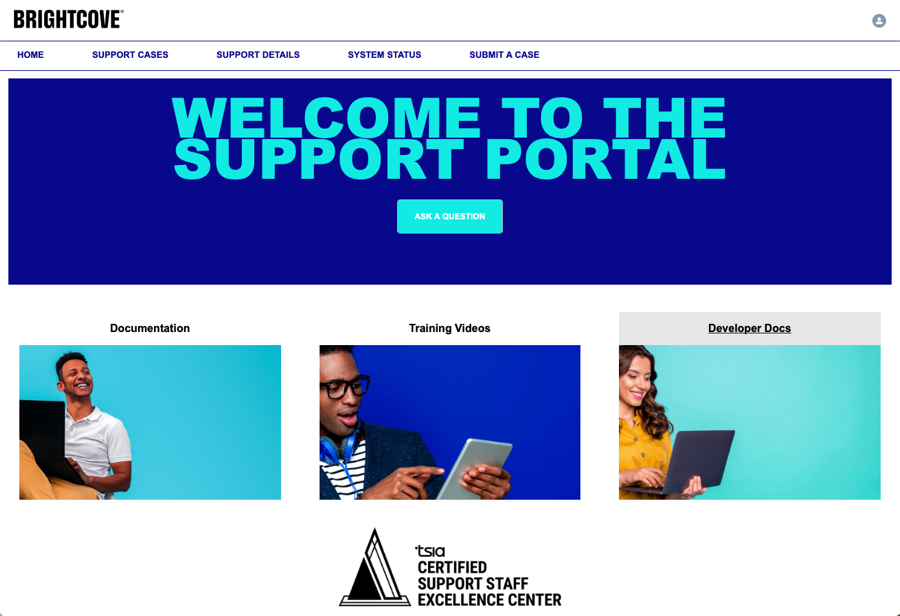 BRIGHTCOVE®
HOME SUPPORT CASES SUPPORT DETAILS SYSTEM STATUS SUBMIT A CASE
WELCOME TO THE
SUPPORT PORTAL
ASK A QUESTION
Documentation Training Videos Developer Docs
tsia
CERTIFIED
SUPPORT STAFF
EXCELLENCE CENTER